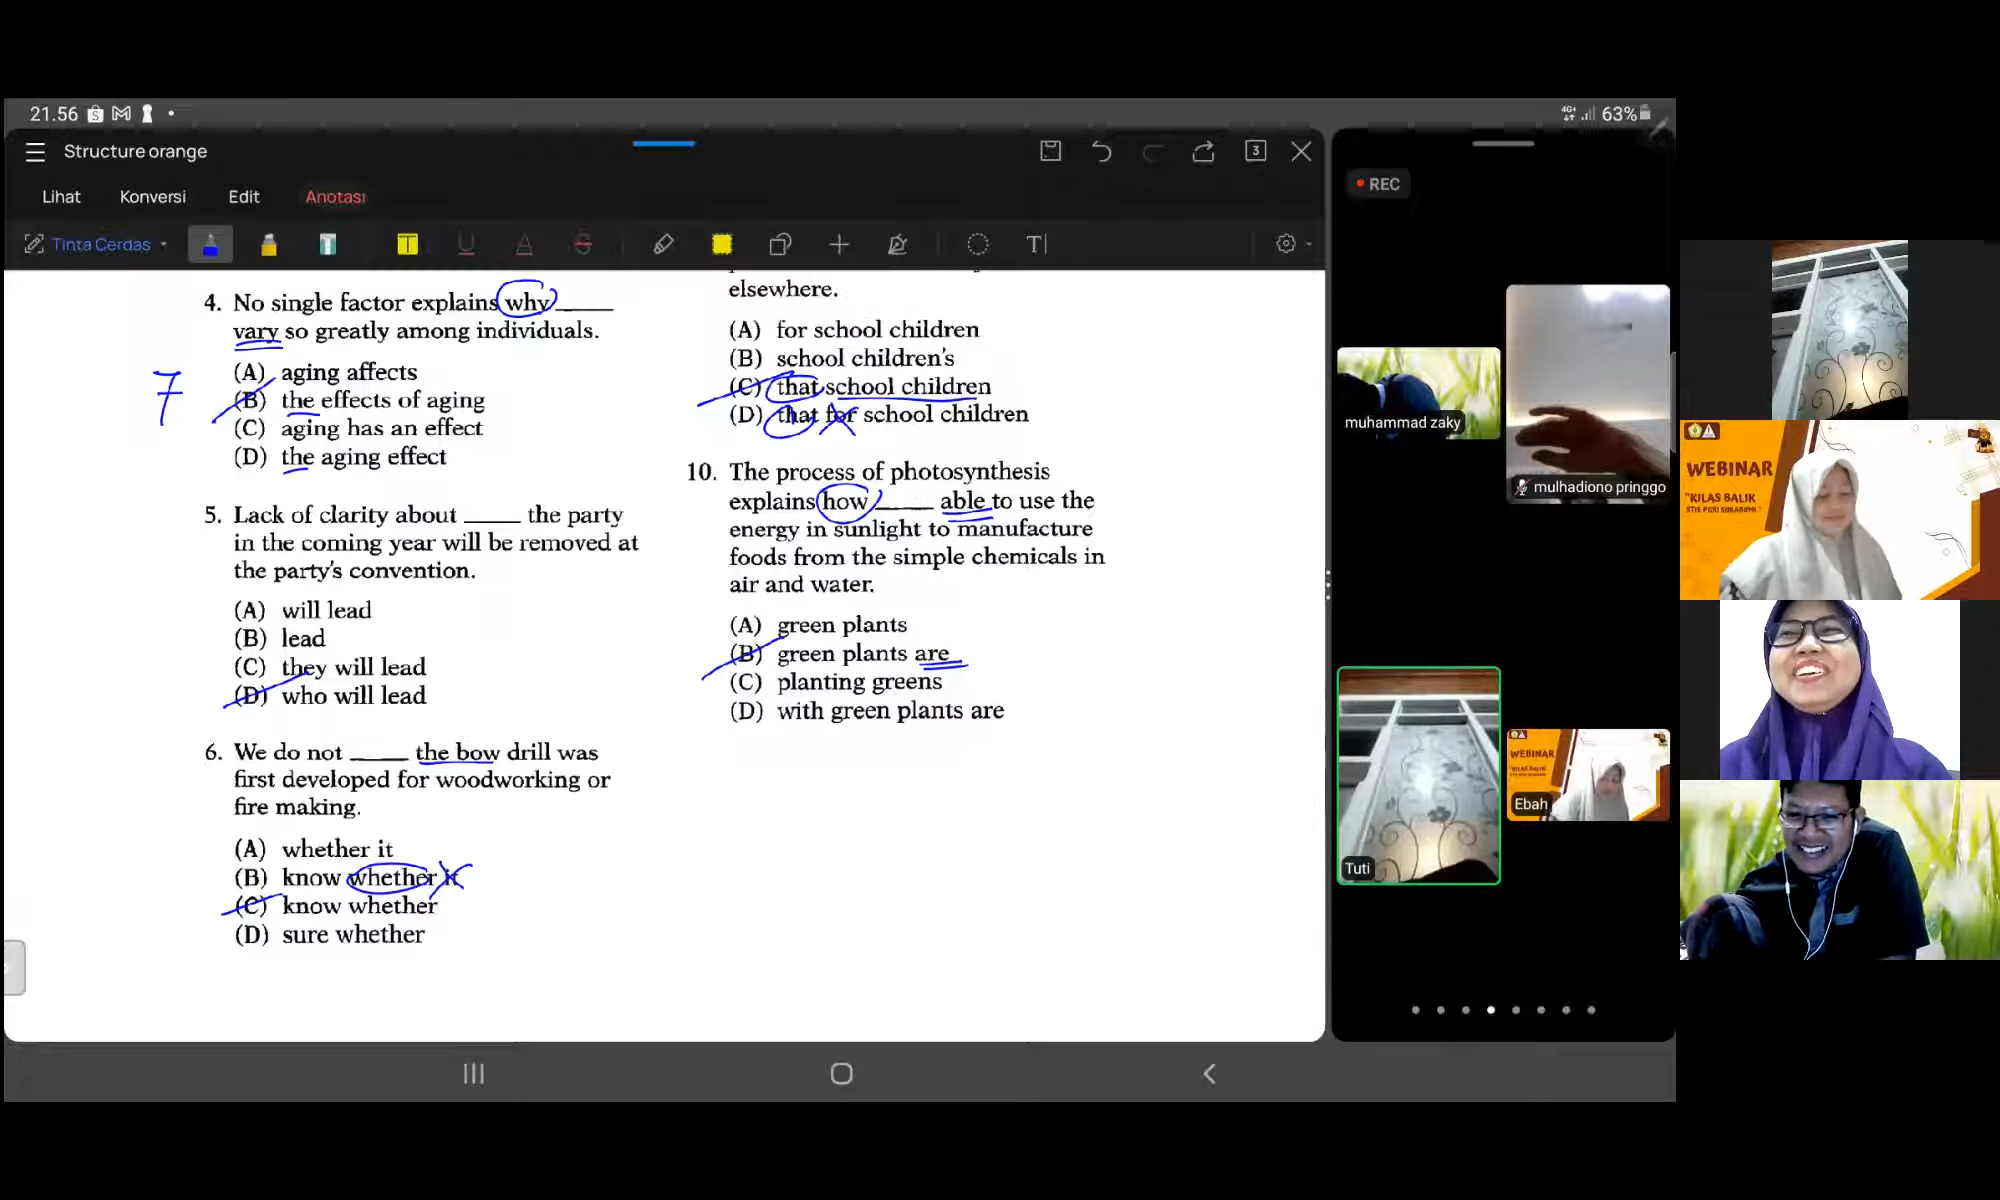 21.56
4G+
63%
Structure orange
3
Lihat
Konversi
Edit
Anotasi
Tinta Cerdas
T
U
A
S
T|
7
4. No single factor explains why ____
vary so greatly among individuals.
(A) aging affects
(B) the effects of aging
(C) aging has an effect
(D) the aging effect
5. Lack of clarity about ____ the party
in the coming year will be removed at
the party's convention.
(A) will lead
(B) lead
(C) they will lead
(D) who will lead
6. We do not ____ the bow drill was
first developed for woodworking or
fire making.
(A) whether it
(B) know whether it
(C) know whether
(D) sure whether
elsewhere.
(A) for school children
(B) school children's
(C) that school children
(D) that for school children
10. The process of photosynthesis
explains how ____ able to use the
energy in sunlight to manufacture
foods from the simple chemicals in
air and water.
(A) green plants
(B) green plants are
(C) planting greens
(D) with green plants are
REC
muhammad zaky
mulhadiono pringgo
Tuti
WEBINAR
Ebah
WEBINAR
"KILAS BALIK
STIE PGRI SUKABUMI"